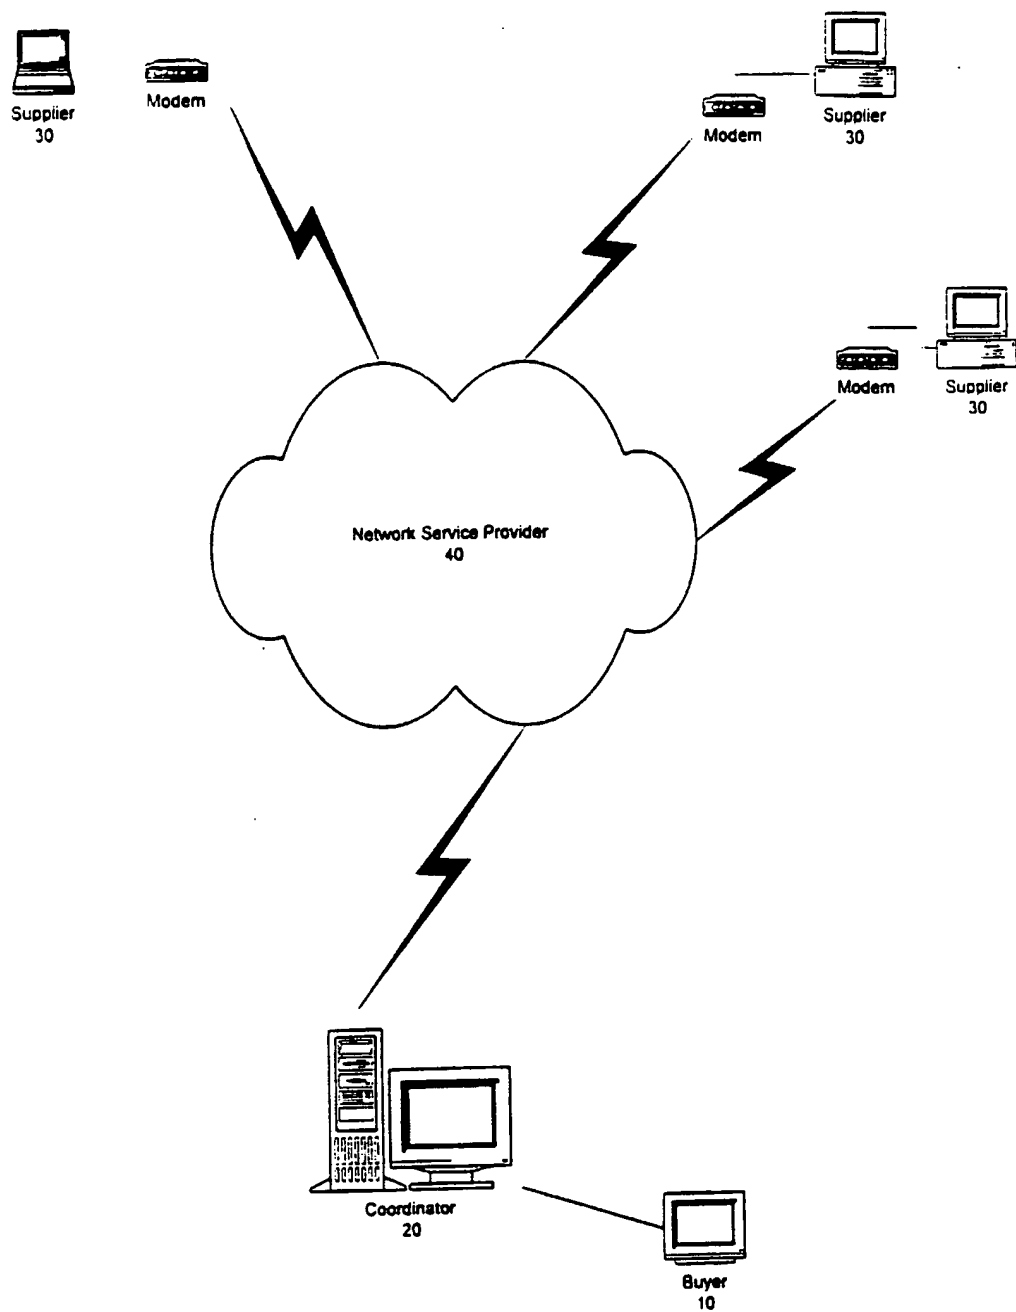 Supplier
30
Modem
Modem
Supplier
30
Modem
Supplier
30
Network Service Provider
40
Coordinator
20
Buyer
10